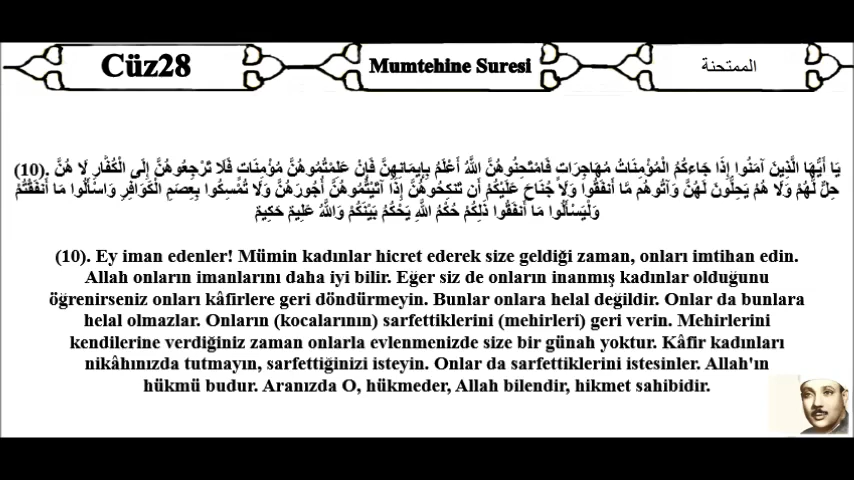 Cüz28
Mumtehine Suresi
الممتحنة
(10). يَا أَيُّهَا الَّذِينَ آمَنُوا إِذَا جَاءكُمُ الْمُؤْمِنَاتُ مُهَاجِرَاتٍ فَامْتَحِنُوهُنَّ اللَّهُ أَعْلَمُ بِإِيمَانِهِنَّ فَإِنْ عَلِمْتُمُوهُنَّ مُؤْمِنَاتٍ فَلَا تَرْجِعُوهُنَّ إِلَى الْكُفَّارِ لَا هُنَّ
حِلٌّ لَّهُمْ وَلَا هُمْ يَحِلُّونَ لَهُنَّ وَآتُوهُم مَّا أَنفَقُوا وَلَا جُنَاحَ عَلَيْكُمْ أَن تَنكِحُوهُنَّ إِذَا آتَيْتُمُوهُنَّ أُجُورَهُنَّ وَلَا تُمْسِكُوا بِعِصَمِ الْكَوَافِرِ وَاسْأَلُوا مَا أَنفَقْتُمْ
وَلْيَسْأَلُوا مَا أَنفَقُوا ذَلِكُمْ حُكْمُ اللَّهِ يَحْكُمُ بَيْنَكُمْ وَاللَّهُ عَلِيمٌ حَكِيمٌ
(10). Ey iman edenler! Mümin kadınlar hicret ederek size geldiği zaman, onları imtihan edin.
Allah onların imanlarını daha iyi bilir. Eğer siz de onların inanmış kadınlar olduğunu
öğrenirseniz onları kâfirlere geri döndürmeyin. Bunlar onlara helal değildir. Onlar da bunlara
helal olmazlar. Onların (kocalarının) sarfettiklerini (mehirleri) geri verin. Mehirlerini
kendilerine verdiğiniz zaman onlarla evlenmenizde size bir günah yoktur. Kâfir kadınları
nikâhınızda tutmayın, sarfettiğinizi isteyin. Onlar da sarfettiklerini istesinler. Allah'ın
hükmü budur. Aranızda O, hükmeder, Allah bilendir, hikmet sahibidir.